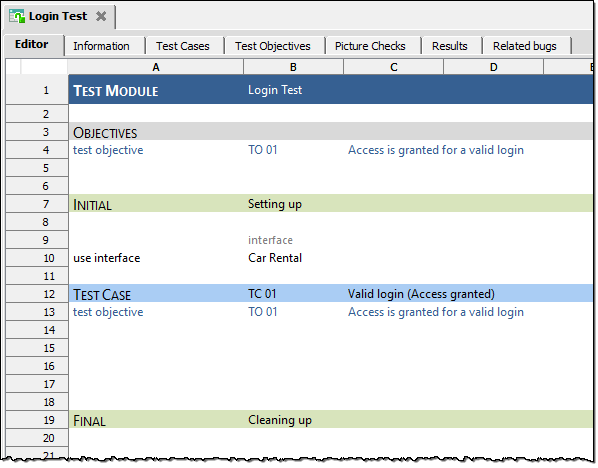 Login Test
Editor Information Test Cases Test Objectives Picture Checks Results Related bugs
A B C D E
1 TEST MODULE Login Test
2
3 OBJECTIVES
4 test objective TO 01 Access is granted for a valid login
5
6
7 INITIAL Setting up
8
9 interface
10 use interface Car Rental
11
12 TEST CASE TC 01 Valid login (Access granted)
13 test objective TO 01 Access is granted for a valid login
14
15
16
17
18
19 FINAL Cleaning up
20
21